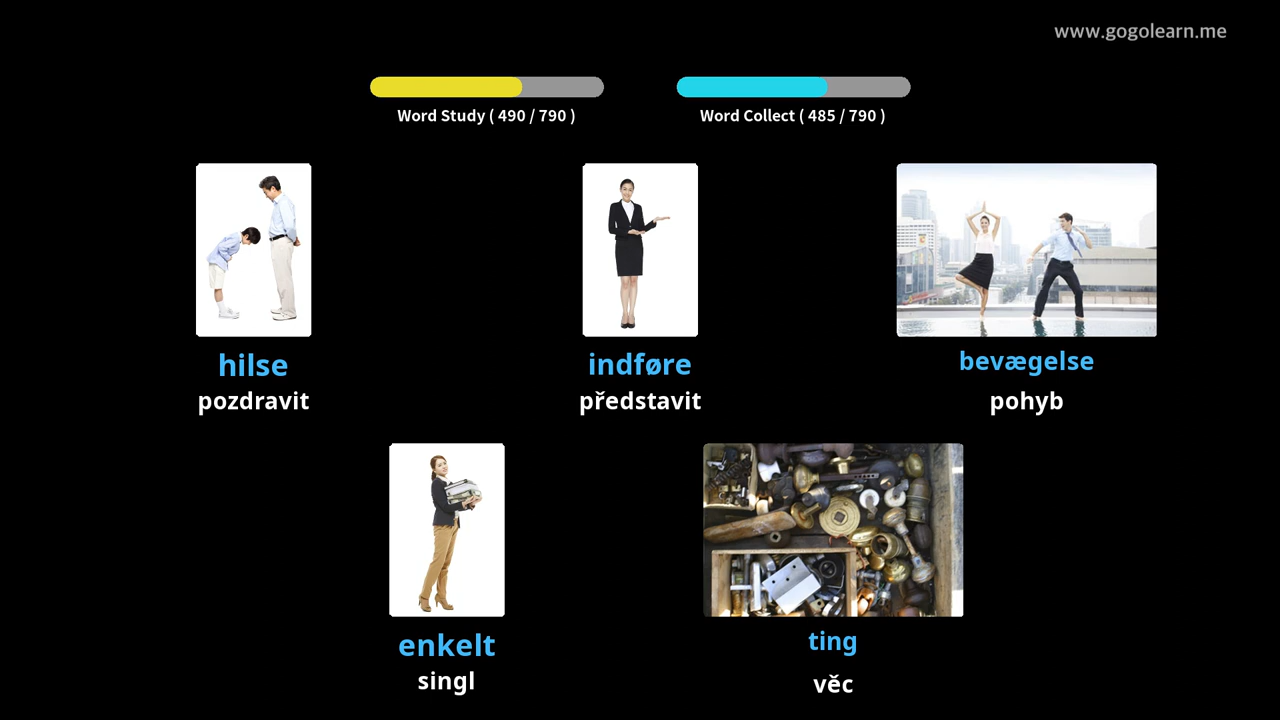 www.gogolearn.me
Word Study ( 490 / 790 )
Word Collect ( 485 / 790 )
hilse
pozdravit
indføre
představit
bevægelse
pohyb
enkelt
singl
ting
věc